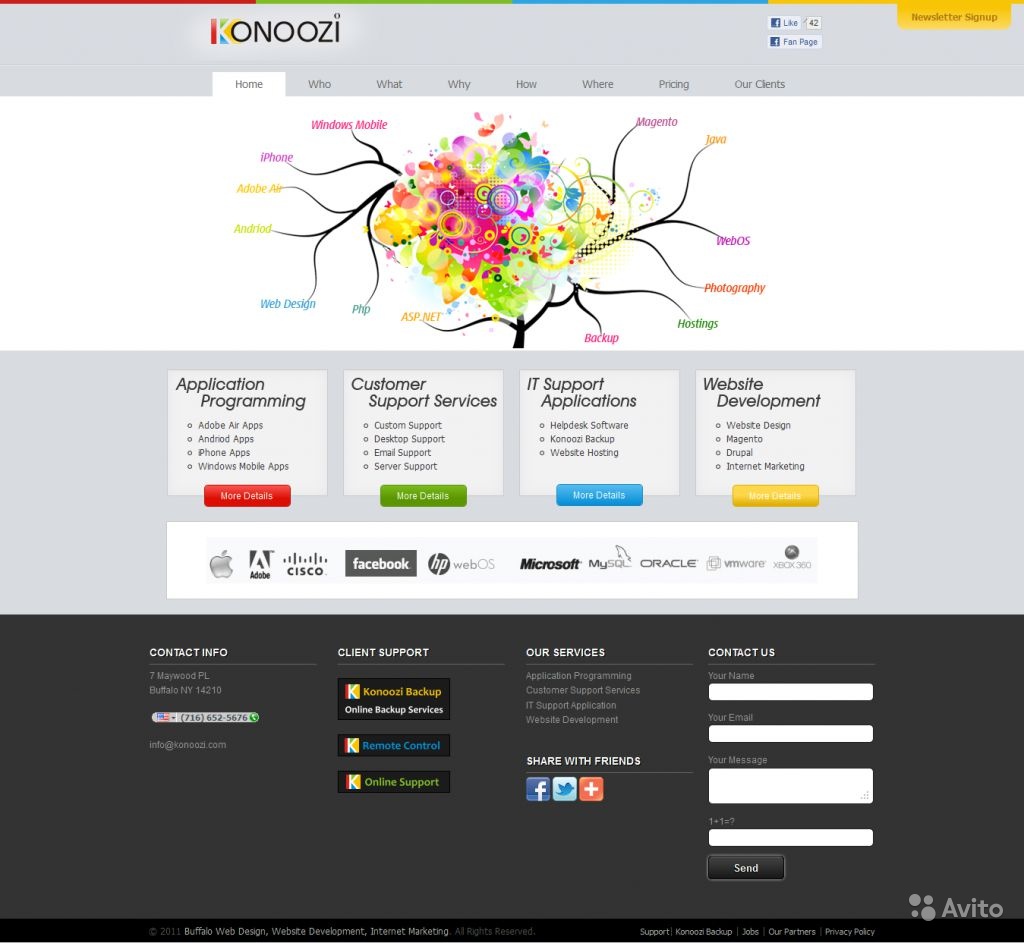 KONOOZi
Like 42
Fan Page
Newsletter Signup
Home Who What Why How Where Pricing Our Clients
Windows Mobile
iPhone
Adobe Air
Andriod
Web Design
Php
ASP.NET
Magento
Java
WebOS
Photography
Hostings
Backup
Application
Programming
Adobe Air Apps
Andriod Apps
iPhone Apps
Windows Mobile Apps
More Details
Customer
Support Services
Custom Support
Desktop Support
Email Support
Server Support
More Details
IT Support
Applications
Helpdesk Software
Konoozi Backup
Website Hosting
More Details
Website
Development
Website Design
Magento
Drupal
Internet Marketing
More Details
Adobe
CISCO
facebook
hp webOS
Microsoft
MySQL
ORACLE
vmware
XBOX 360
CONTACT INFO
7 Maywood PL
Buffalo NY 14210
(716) 652-5676
info@konoozi.com
CLIENT SUPPORT
K Konoozi Backup
Online Backup Services
K Remote Control
K Online Support
OUR SERVICES
Application Programming
Customer Support Services
IT Support Application
Website Development
SHARE WITH FRIENDS
CONTACT US
Your Name
Your Email
Your Message
1+1=?
Send
© 2011 Buffalo Web Design, Website Development, Internet Marketing. All Rights Reserved.
Support| Konoozi Backup | Jobs | Our Partners | Privacy Policy
Avito